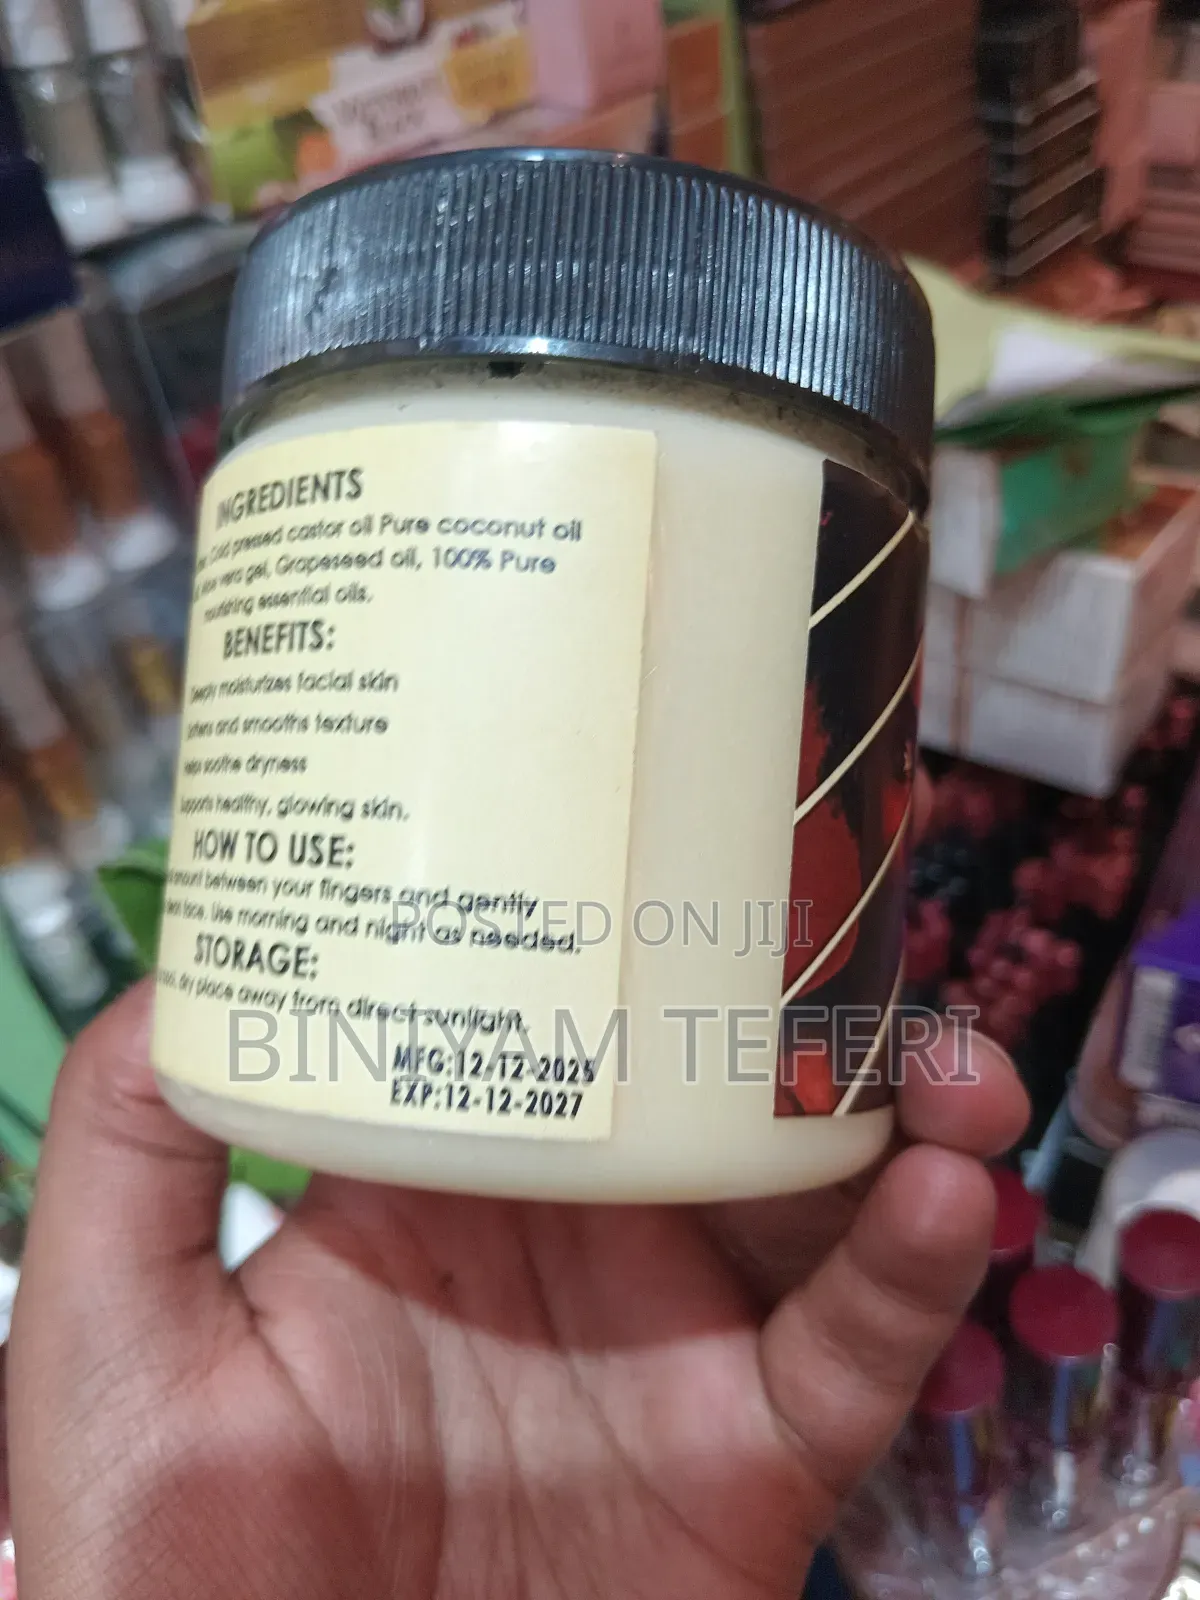 INGREDIENTS
Cold pressed castor oil Pure coconut oil
Aloe vera gel, Grapeseed oil, 100% Pure
nourishing essential oils.
BENEFITS:
Deeply moisturizes facial skin
and smooths texture
Helps soothe dryness
Supports healthy, glowing skin.
HOW TO USE:
amount between your fingers and gently
face. Use morning and night as needed.
STORAGE:
dry place away from direct sunlight.
MFG:12-12-2025
EXP:12-12-2027
POSTED ON JIJI
BINIYAM TEFERI